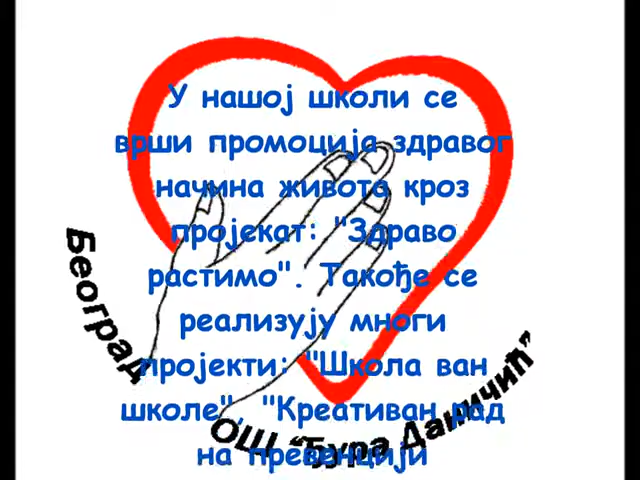 У нашој школи се
врши промоција здравог
начина живота кроз
пројекат: "Здраво
растимо". Такође се
реализују многи
пројекти: "Школа ван
школе", "Креативан рад
на превенцији
Београд
ОШ "Ђура Даничић"